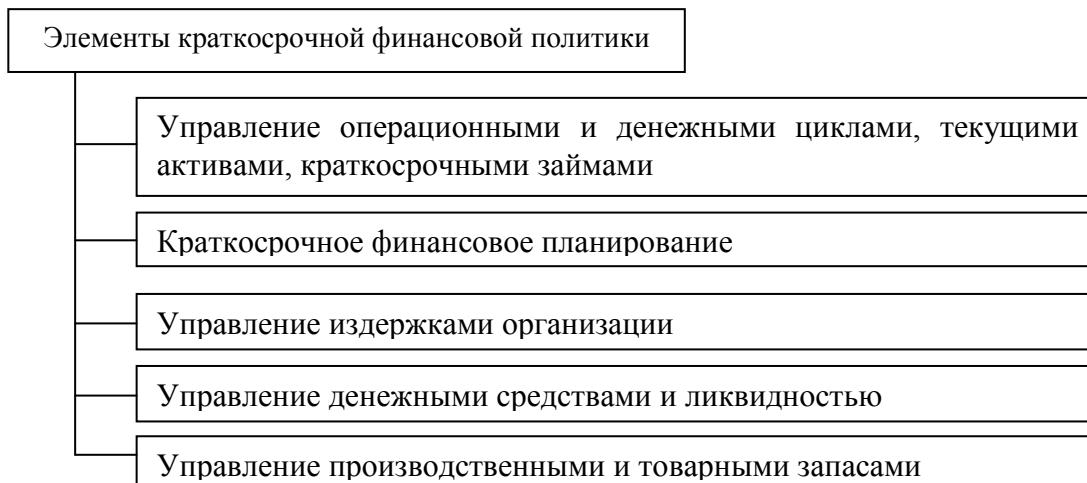 Элементы краткосрочной финансовой политики
Управление операционными и денежными циклами, текущими
активами, краткосрочными займами
Краткосрочное финансовое планирование
Управление издержками организации
Управление денежными средствами и ликвидностью
Управление производственными и товарными запасами